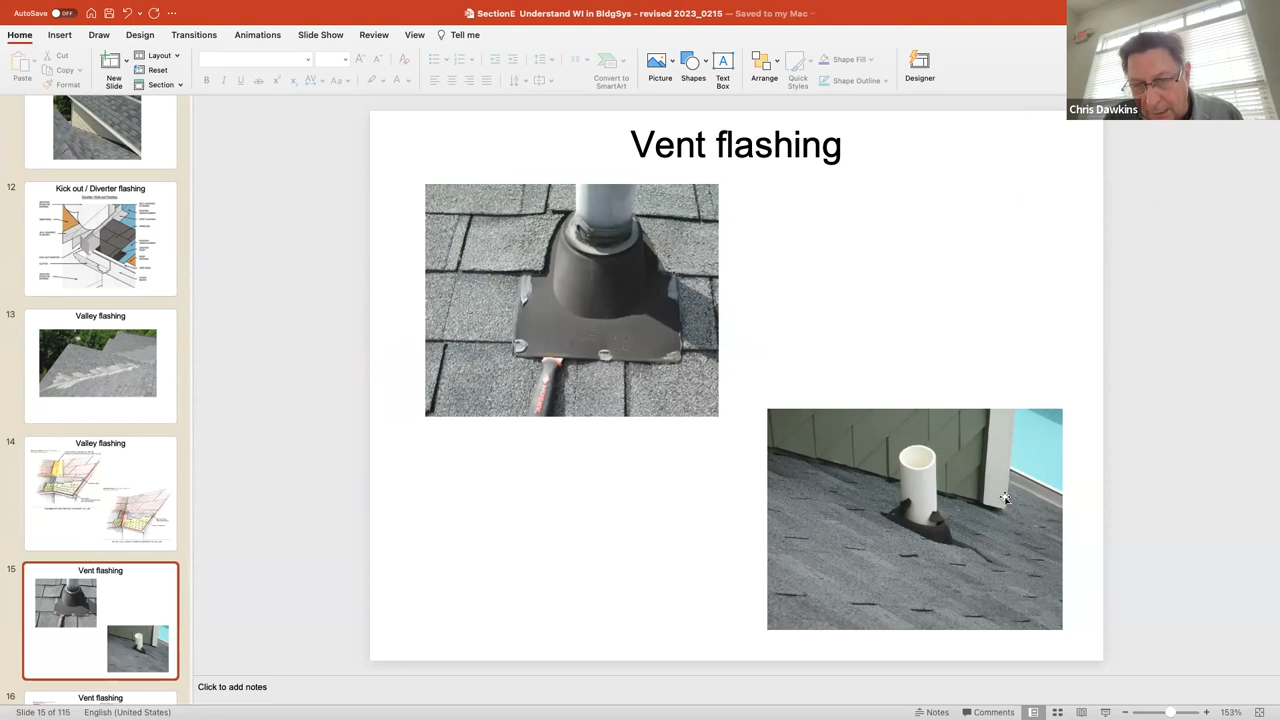 AutoSave OFF
SectionE Understand WI in BldgSys - revised 2023_0215 — Saved to my Mac
Home Insert Draw Design Transitions Animations Slide Show Review View Tell me
Paste
Cut
Copy
Format
New Slide
Layout
Reset
Section
B I U
Convert to SmartArt
Picture
Shapes
Text Box
Arrange
Quick Styles
Shape Fill
Shape Outline
Designer
Chris Dawkins
12
Kick out / Diverter flashing
13
Valley flashing
14
Valley flashing
15
Vent flashing
16
Vent flashing
Vent flashing
Click to add notes
Slide 15 of 115 English (United States)
Notes Comments 153%